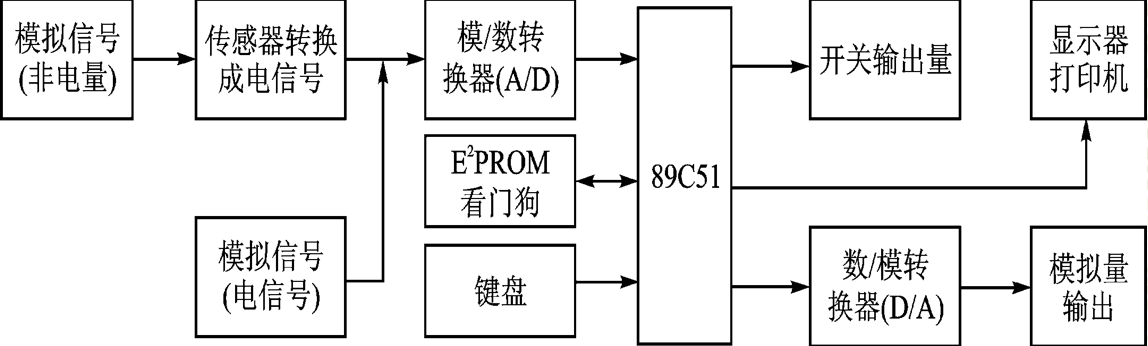 模拟信号
(非电量)
传感器转换
成电信号
模/数转
换器(A/D)
开关输出量
显示器
打印机
E²PROM
看门狗
89C51
模拟信号
(电信号)
键盘
数/模转
换器(D/A)
模拟量
输出